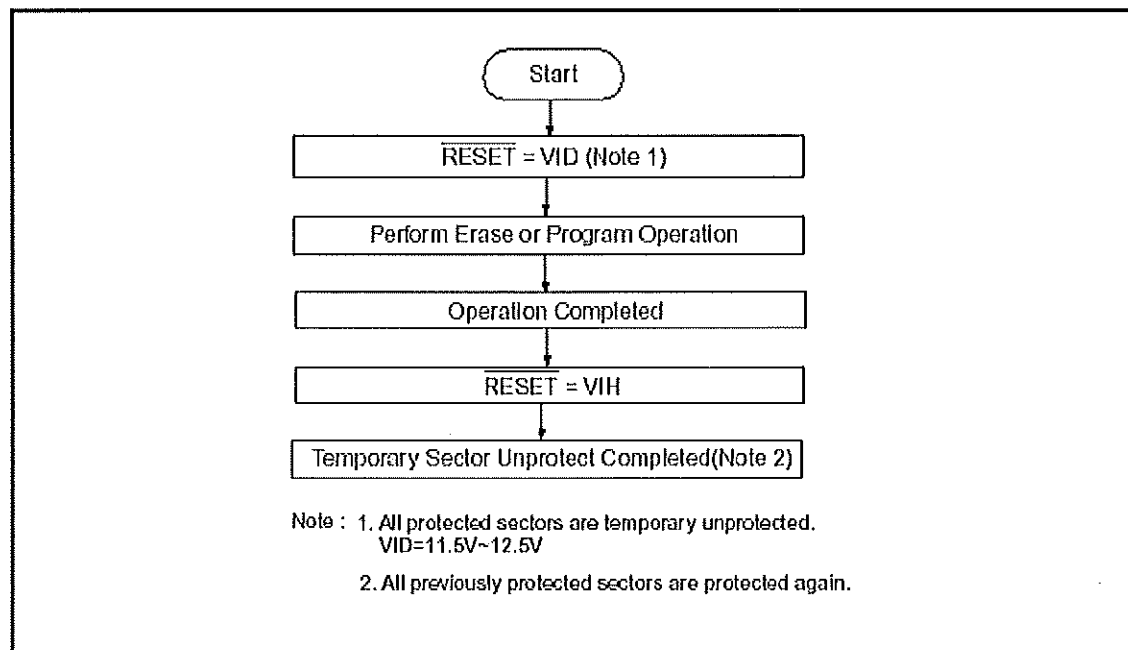 Start
RESET = VID (Note 1)
Perform Erase or Program Operation
Operation Completed
RESET = VIH
Temporary Sector Unprotect Completed(Note 2)
Note : 1. All protected sectors are temporary unprotected.
VID=11.5V~12.5V
2. All previously protected sectors are protected again.